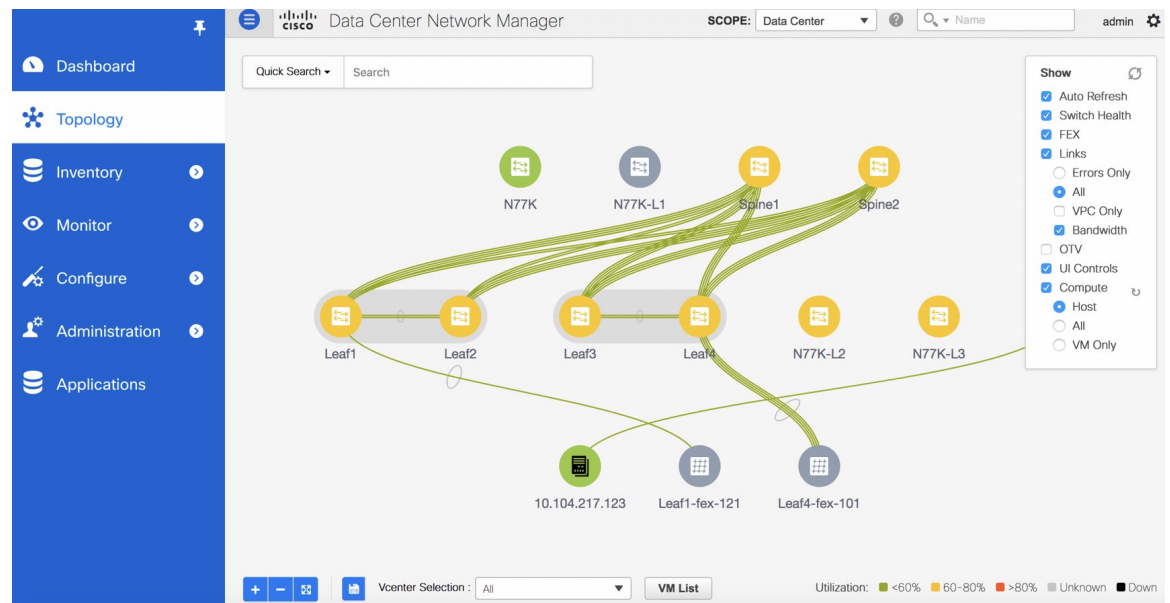 cisco Data Center Network Manager SCOPE: Data Center ? Name admin
Dashboard
Topology
Inventory
Monitor
Configure
Administration
Applications
Quick Search Search
Show
Auto Refresh
Switch Health
FEX
Links
Errors Only
All
VPC Only
Bandwidth
OTV
UI Controls
Compute
Host
All
VM Only
N77K N77K-L1 Spine1 Spine2
Leaf1 Leaf2 Leaf3 Leaf4 N77K-L2 N77K-L3
10.104.217.123 Leaf1-fex-121 Leaf4-fex-101
+ − Vcenter Selection : All VM List Utilization: <60% 60-80% >80% Unknown Down